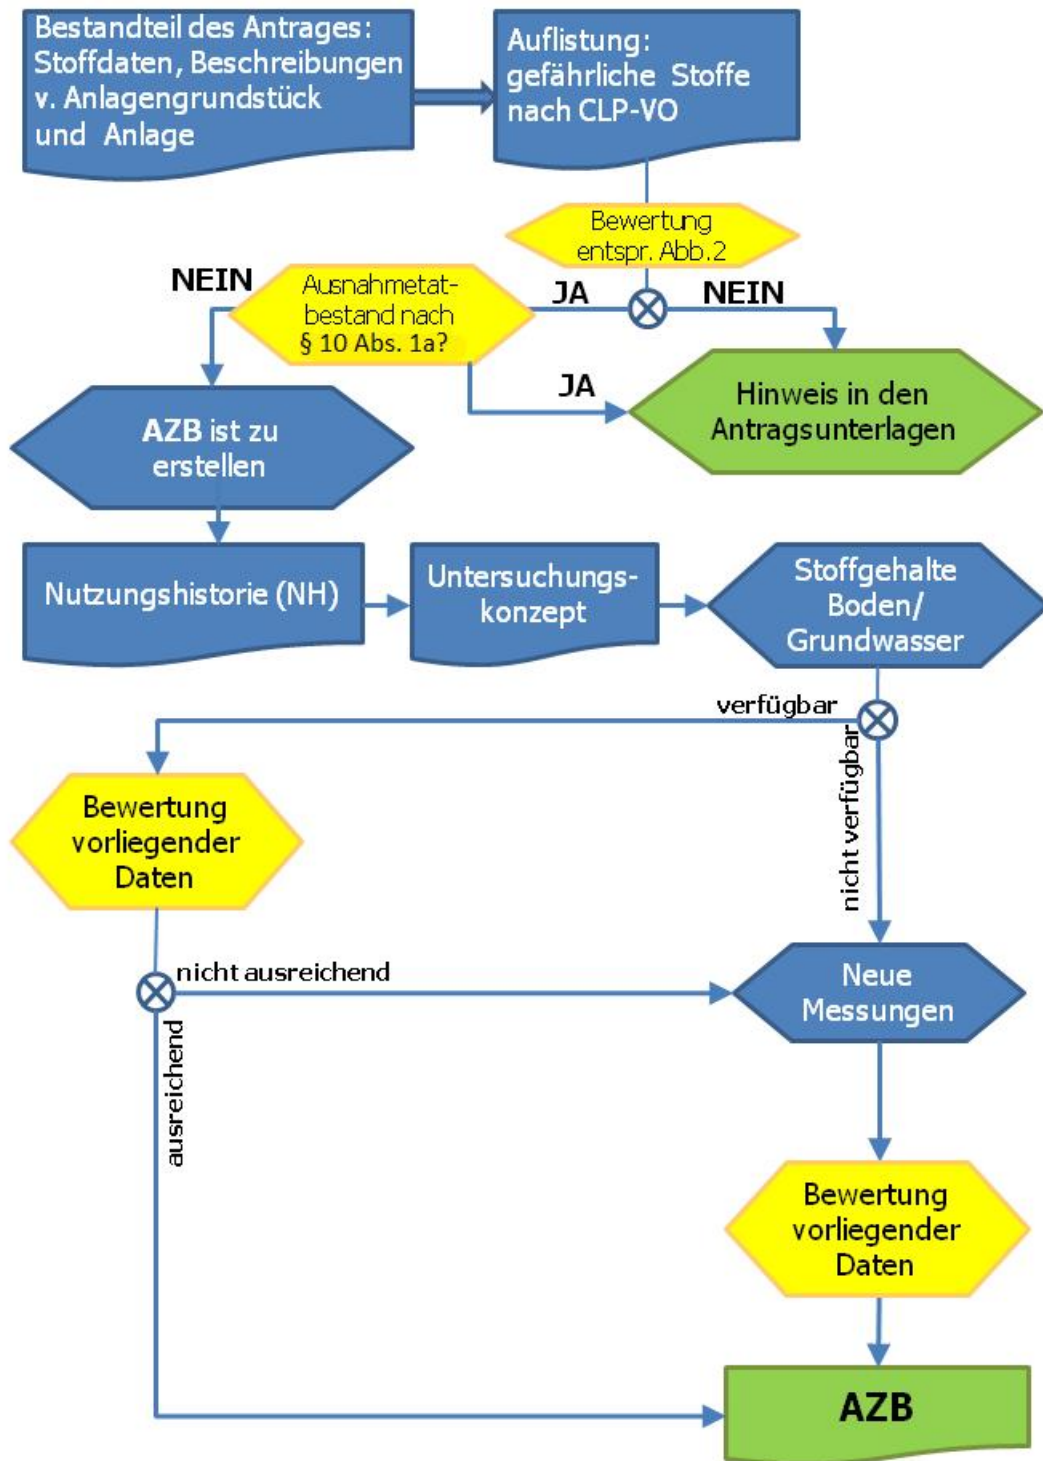 Bestandteil des Antrages:
Stoffdaten, Beschreibungen
v. Anlagengrundstück
und Anlage
Auflistung:
gefährliche Stoffe
nach CLP-VO
Bewertung
entspr. Abb.2
NEIN
Ausnahmetat-
bestand nach
§ 10 Abs. 1a?
JA
NEIN
JA
Hinweis in den
Antragsunterlagen
AZB ist zu
erstellen
Nutzungshistorie (NH)
Untersuchungs-
konzept
Stoffgehalte
Boden/
Grundwasser
verfügbar
nicht verfügbar
Bewertung
vorliegender
Daten
nicht ausreichend
ausreichend
Neue
Messungen
Bewertung
vorliegender
Daten
AZB